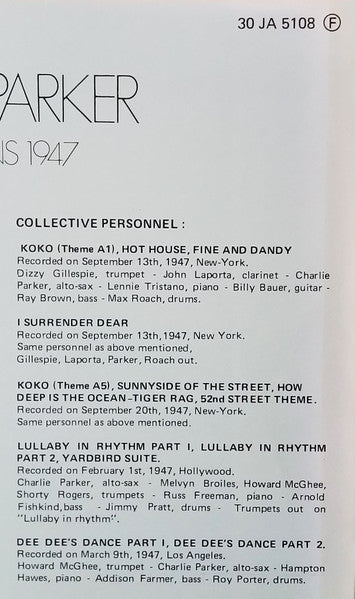 30 JA 5108 Ⓕ
PARKER
NS 1947
COLLECTIVE PERSONNEL :
KOKO (Theme A1), HOT HOUSE, FINE AND DANDY
Recorded on September 13th, 1947, New-York.
Dizzy Gillespie, trumpet - John Laporta, clarinet - Charlie
Parker, alto-sax - Lennie Tristano, piano - Billy Bauer, guitar -
Ray Brown, bass - Max Roach, drums.
I SURRENDER DEAR
Recorded on September 13th,1947, New York.
Same personnel as above mentioned,
Gillespie, Laporta, Parker, Roach out.
KOKO (Theme A5), SUNNYSIDE OF THE STREET, HOW
DEEP IS THE OCEAN-TIGER RAG, 52nd STREET THEME.
Recorded on September 20th, 1947, New-York.
Same personnel as above mentioned.
LULLABY IN RHYTHM PART I, LULLABY IN RHYTHM
PART 2, YARDBIRD SUITE.
Recorded on February 1st, 1947, Hollywood.
Charlie Parker, alto-sax - Melvyn Broiles, Howard McGhee,
Shorty Rogers, trumpets - Russ Freeman, piano - Arnold
Fishkind,bass - Jimmy Pratt, drums - Trumpets out on
"Lullaby in rhythm".
DEE DEE'S DANCE PART I, DEE DEE'S DANCE PART 2.
Recorded on March 9th, 1947, Los Angeles.
Howard McGhee, trumpet - Charlie Parker, alto-sax - Hampton
Hawes, piano - Addison Farmer, bass - Roy Porter, drums.